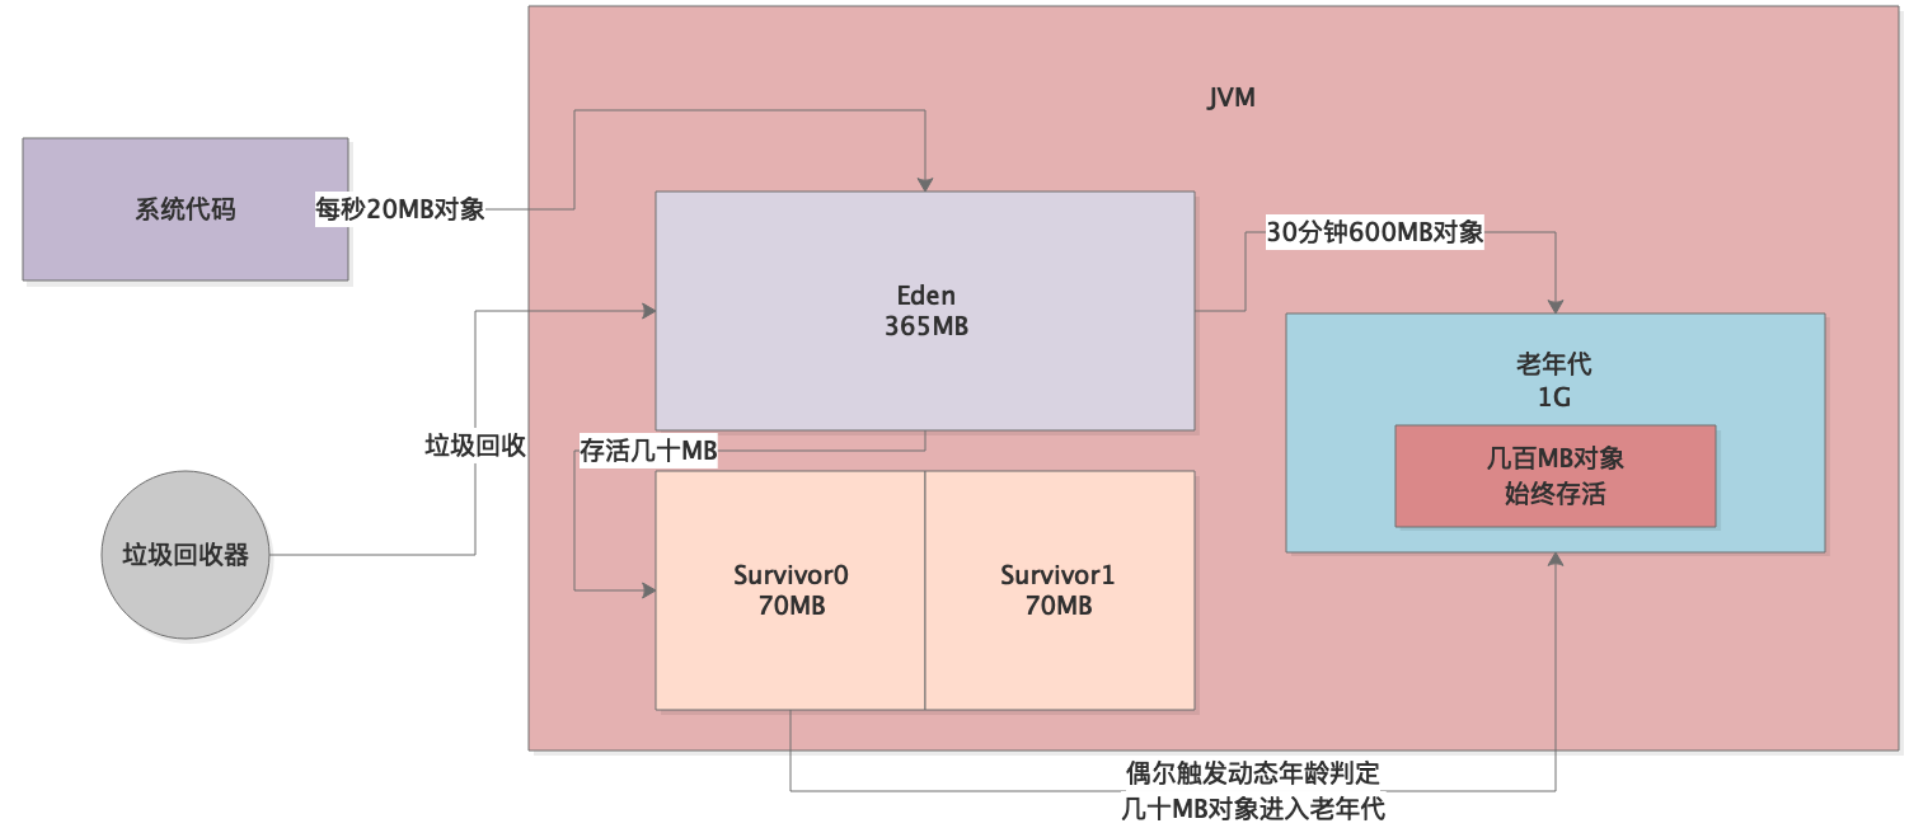 JVM
系统代码
每秒20MB对象
30分钟600MB对象
Eden
365MB
老年代
1G
垃圾回收
存活几十MB
几百MB对象
始终存活
垃圾回收器
Survivor0
70MB
Survivor1
70MB
偶尔触发动态年龄判定
几十MB对象进入老年代